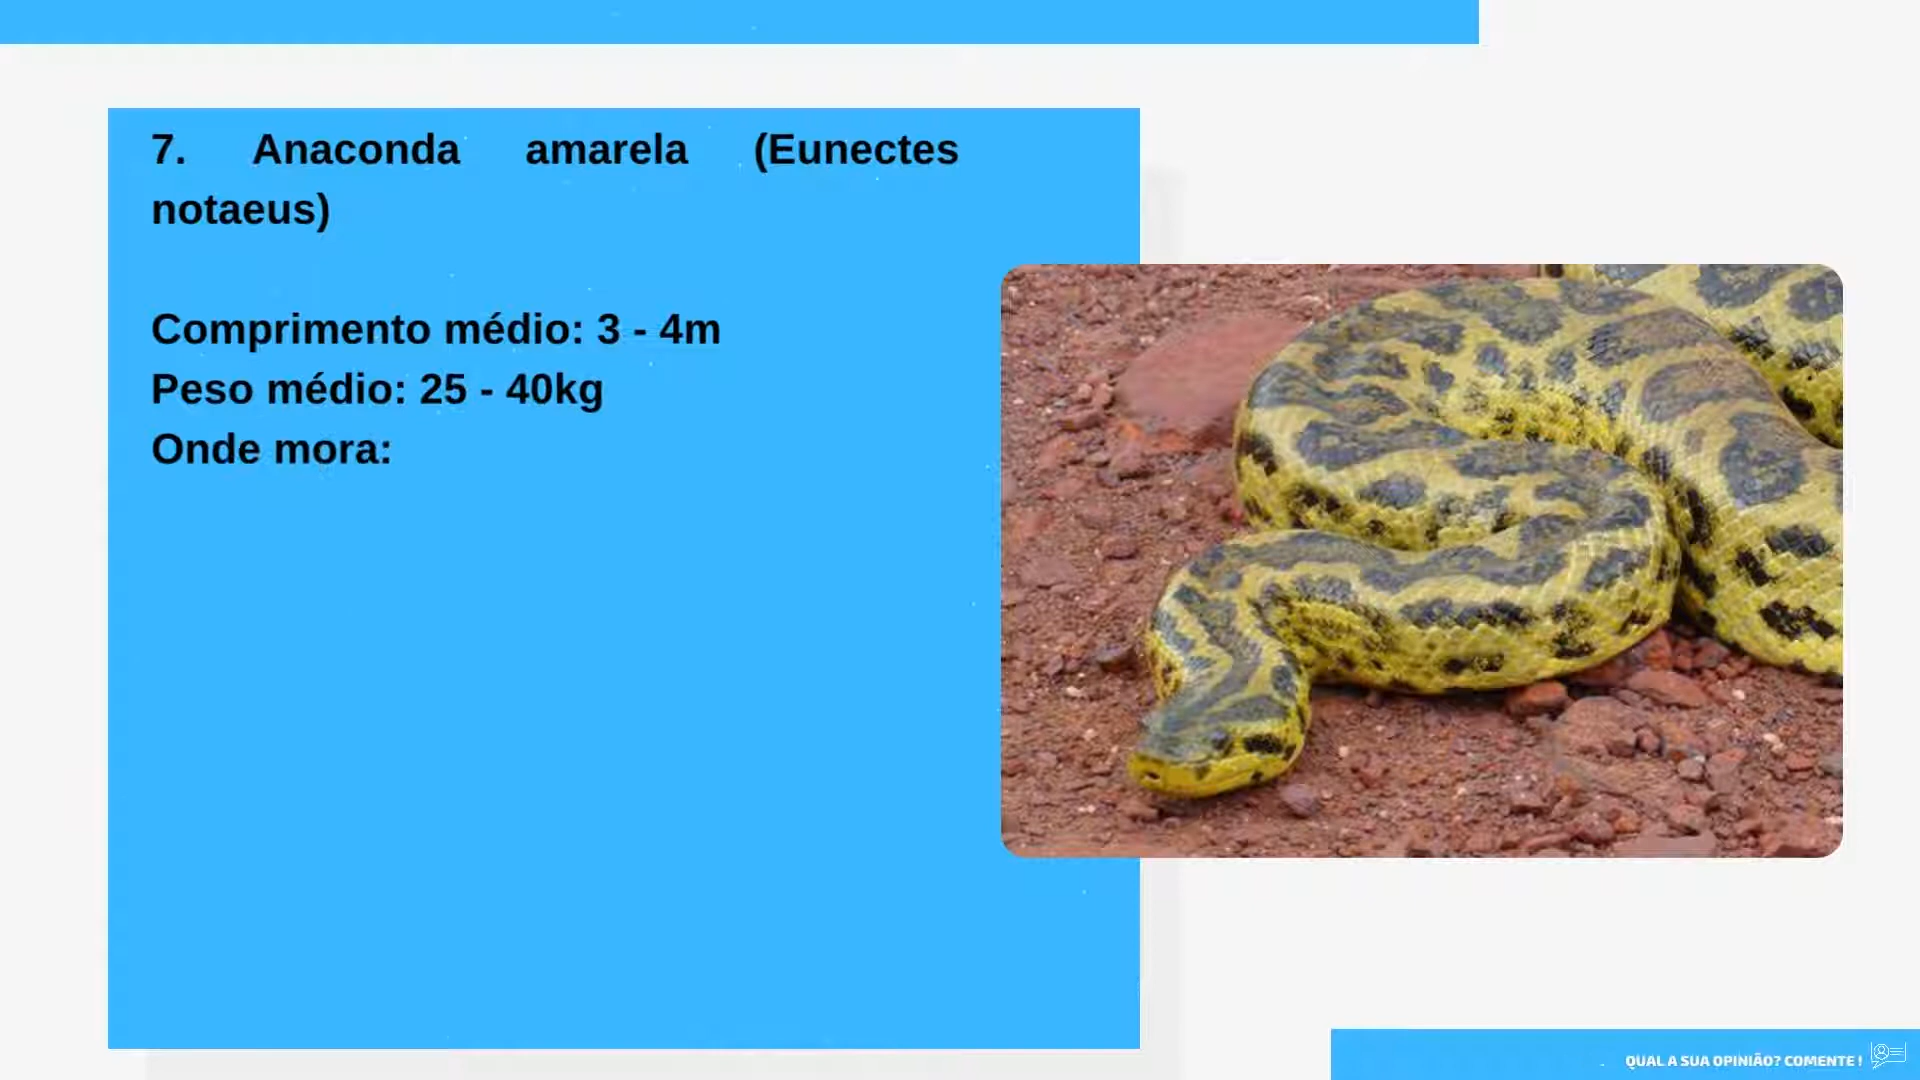 7. Anaconda amarela (Eunectes
notaeus)
Comprimento médio: 3 - 4m
Peso médio: 25 - 40kg
Onde mora:
QUAL A SUA OPINIÃO? COMENTE !